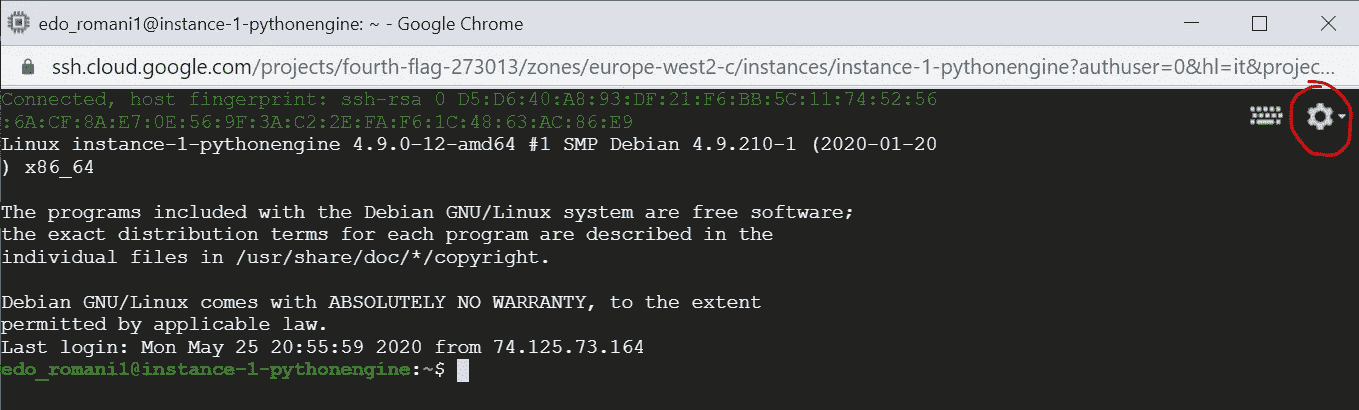 edo_romani1@instance-1-pythonengine: ~ - Google Chrome
ssh.cloud.google.com/projects/fourth-flag-273013/zones/europe-west2-c/instances/instance-1-pythonengine?authuser=0&hl=it&projec...
Connected, host fingerprint: ssh-rsa 0 D5:D6:40:A8:93:DF:21:F6:BB:5C:11:74:52:56
:6A:CF:8A:E7:0E:56:9F:3A:C2:2E:FA:F6:1C:48:63:AC:86:E9
Linux instance-1-pythonengine 4.9.0-12-amd64 #1 SMP Debian 4.9.210-1 (2020-01-20
) x86_64
The programs included with the Debian GNU/Linux system are free software;
the exact distribution terms for each program are described in the
individual files in /usr/share/doc/*/copyright.
Debian GNU/Linux comes with ABSOLUTELY NO WARRANTY, to the extent
permitted by applicable law.
Last login: Mon May 25 20:55:59 2020 from 74.125.73.164
edo_romani1@instance-1-pythonengine:~$